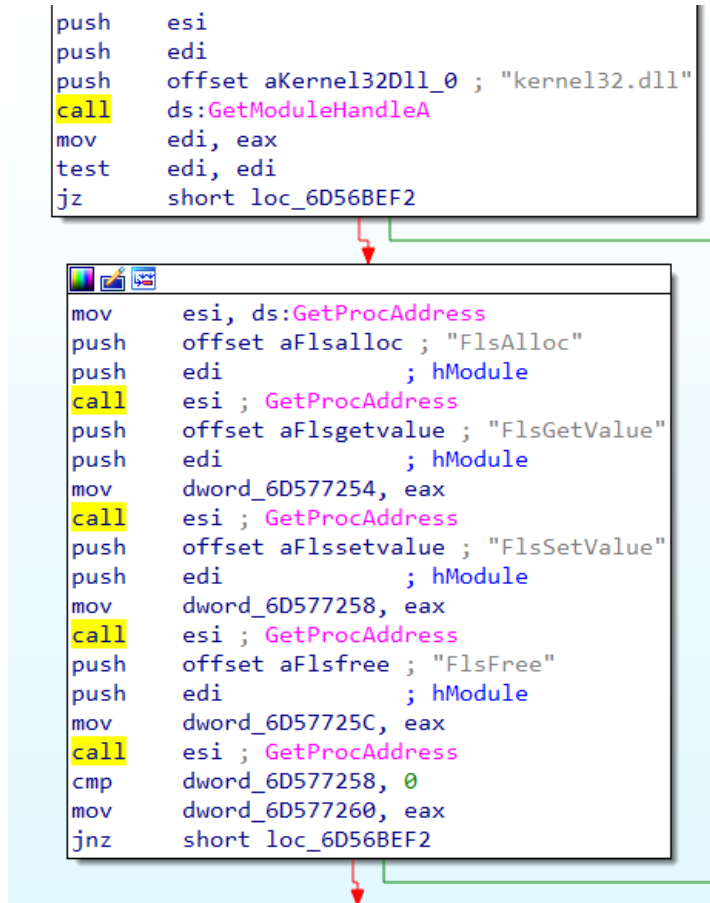 push esi
push edi
push offset aKernel32Dll_0 ; "kernel32.dll"
call ds:GetModuleHandleA
mov edi, eax
test edi, edi
jz short loc_6D56BEF2
mov esi, ds:GetProcAddress
push offset aFlsalloc ; "FlsAlloc"
push edi ; hModule
call esi ; GetProcAddress
push offset aFlsgetvalue ; "FlsGetValue"
push edi ; hModule
mov dword_6D577254, eax
call esi ; GetProcAddress
push offset aFlssetvalue ; "FlsSetValue"
push edi ; hModule
mov dword_6D577258, eax
call esi ; GetProcAddress
push offset aFlsfree ; "FlsFree"
push edi ; hModule
mov dword_6D57725C, eax
call esi ; GetProcAddress
cmp dword_6D577258, 0
mov dword_6D577260, eax
jnz short loc_6D56BEF2